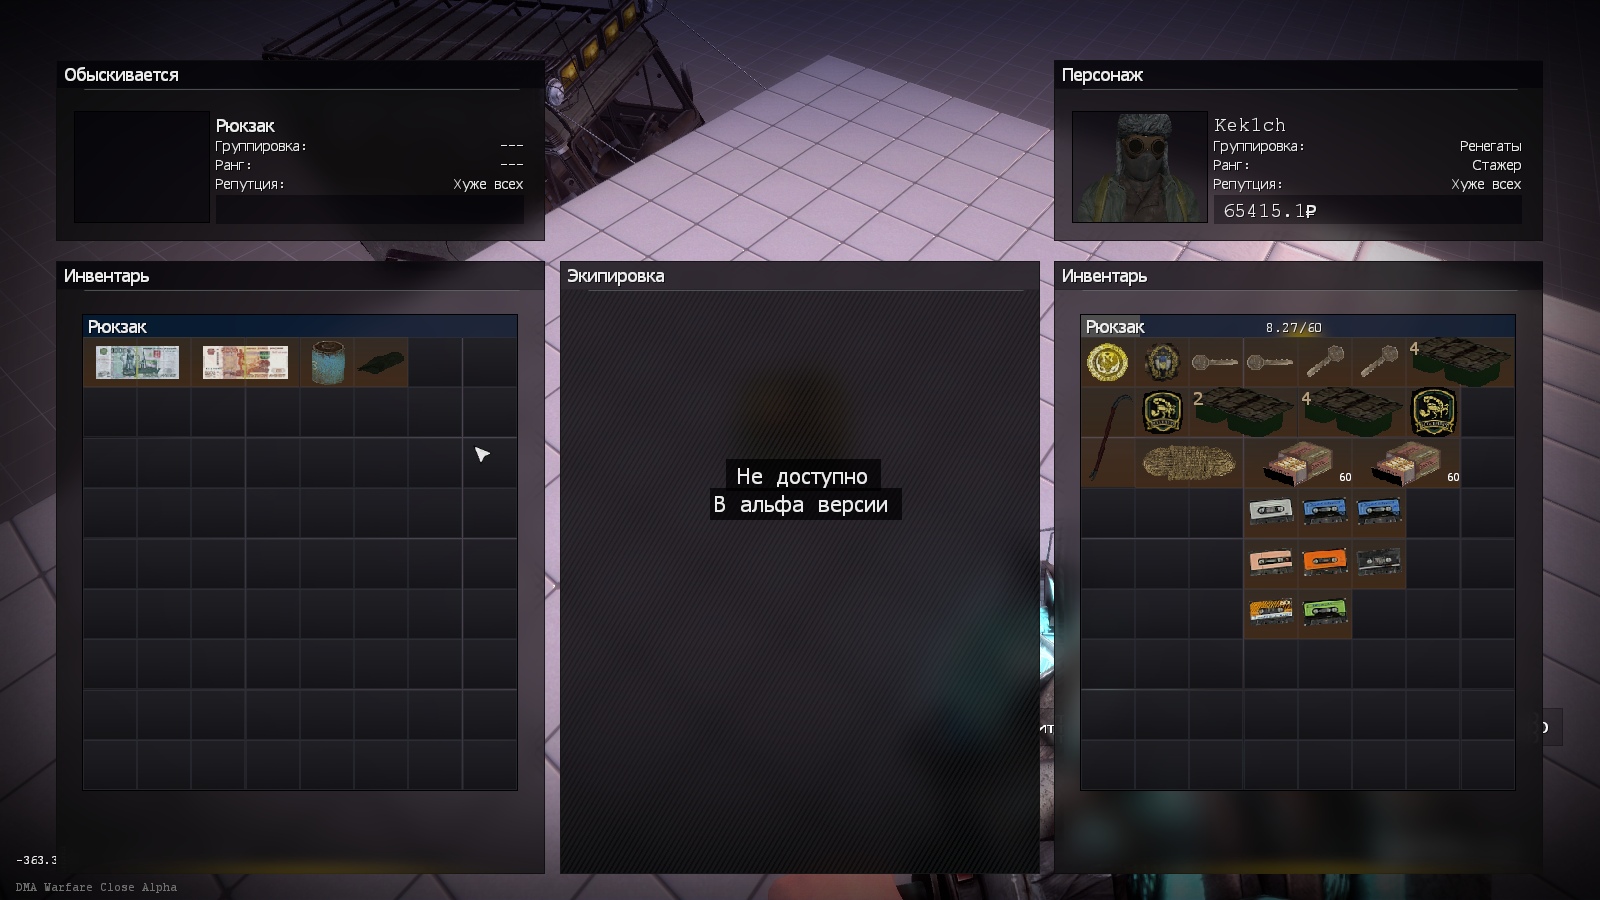 Обыскивается
Рюкзак
Группировка: ---
Ранг: ---
Репутция: Хуже всех
Персонаж
Kek1ch
Группировка: Ренегаты
Ранг: Стажер
Репутция: Хуже всех
65415.1₽
Инвентарь
Рюкзак
Экипировка
Не доступно
В альфа версии
Инвентарь
Рюкзак 8.27/60
4
2 4
60 60
-363.3
DMA Warfare Close Alpha